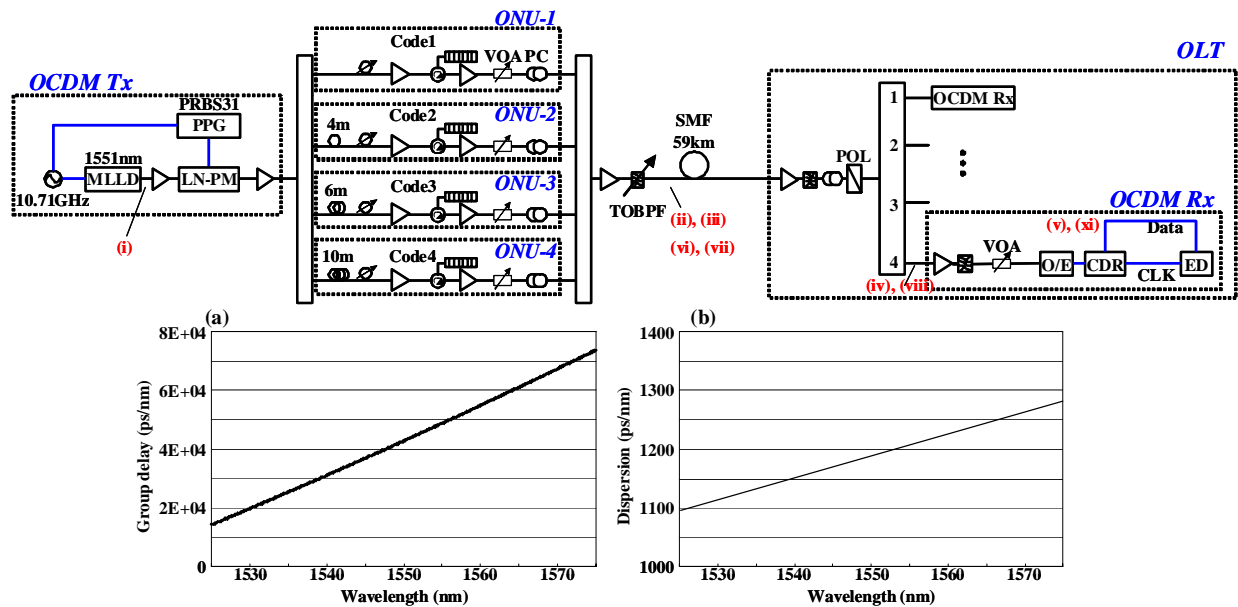 ONU-1
Code1
VOA PC
OCDM Tx
PRBS31
PPG
1551nm
MLLD
LN-PM
10.71GHz
(i)
ONU-2
Code2
4m
ONU-3
Code3
6m
ONU-4
Code4
10m
TOBPF
SMF
59km
(ii), (iii)
(vi), (vii)
OLT
POL
1
OCDM Rx
2
3
4
OCDM Rx
(v), (xi)
Data
VOA
O/E
CDR
ED
CLK
(iv), (viii)
(a)
8E+04
6E+04
4E+04
2E+04
0
Group delay (ps/nm)
1530
1540
1550
1560
1570
Wavelength (nm)
(b)
1400
1300
1200
1100
1000
Dispersion (ps/nm)
1530
1540
1550
1560
1570
Wavelength (nm)